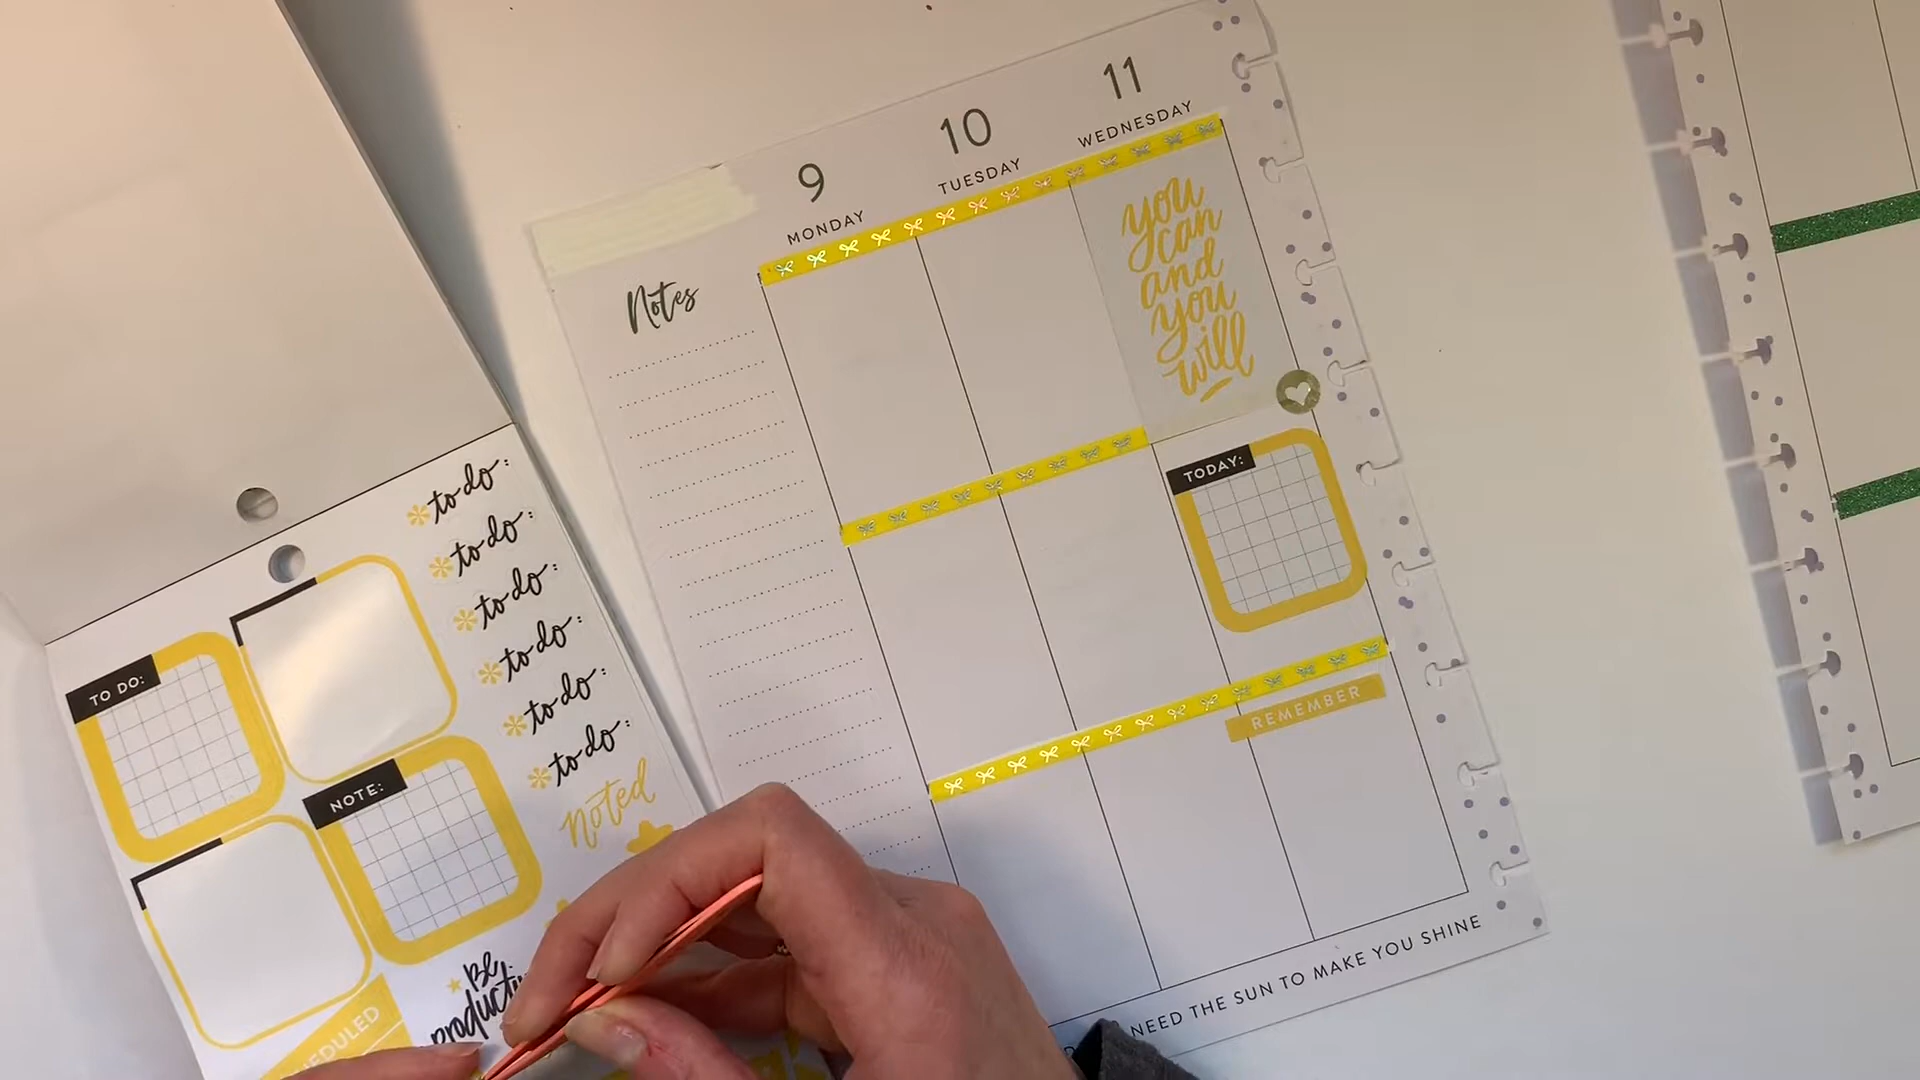 11
WEDNESDAY
10
TUESDAY
9
MONDAY
Notes
you
can
and
you
will
TODAY:
REMEMBER
NEED THE SUN TO MAKE YOU SHINE
to do:
to do:
to do:
to do:
to do:
to do:
TO DO:
NOTE:
Noted
Be